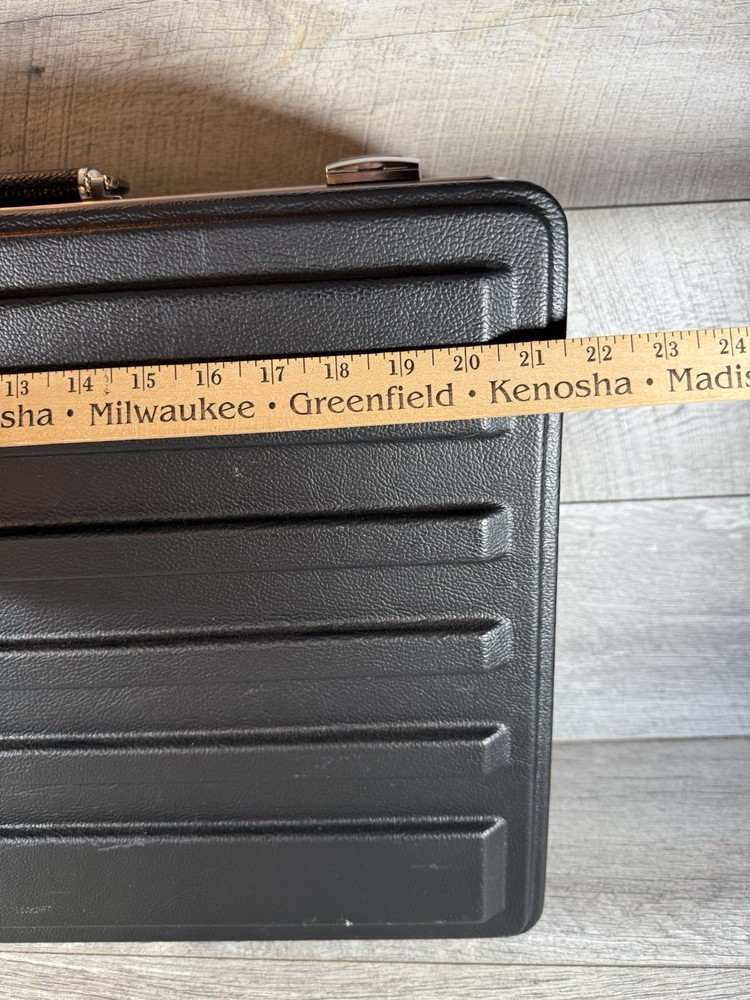 13 14 15 16 17 18 19 20 21 22 23 24
sha • Milwaukee • Greenfield • Kenosha • Madis